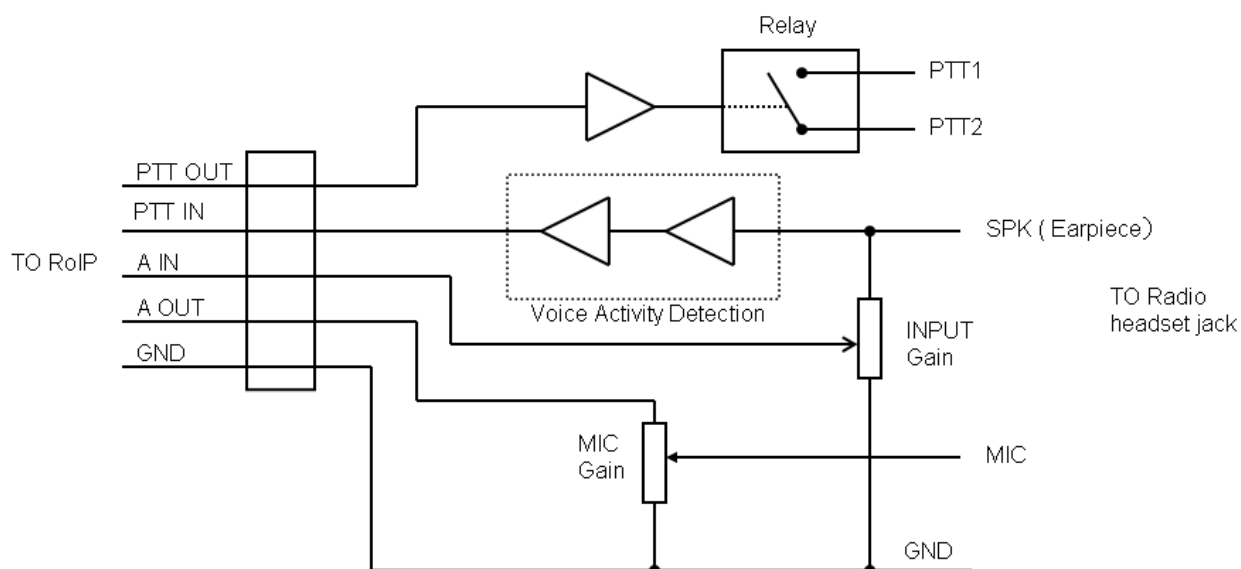 Relay
PTT1
PTT2
PTT OUT
PTT IN
SPK ( Earpiece）
TO RoIP
A IN
A OUT
Voice Activity Detection
TO Radio
headset jack
INPUT
Gain
GND
MIC
Gain
MIC
GND